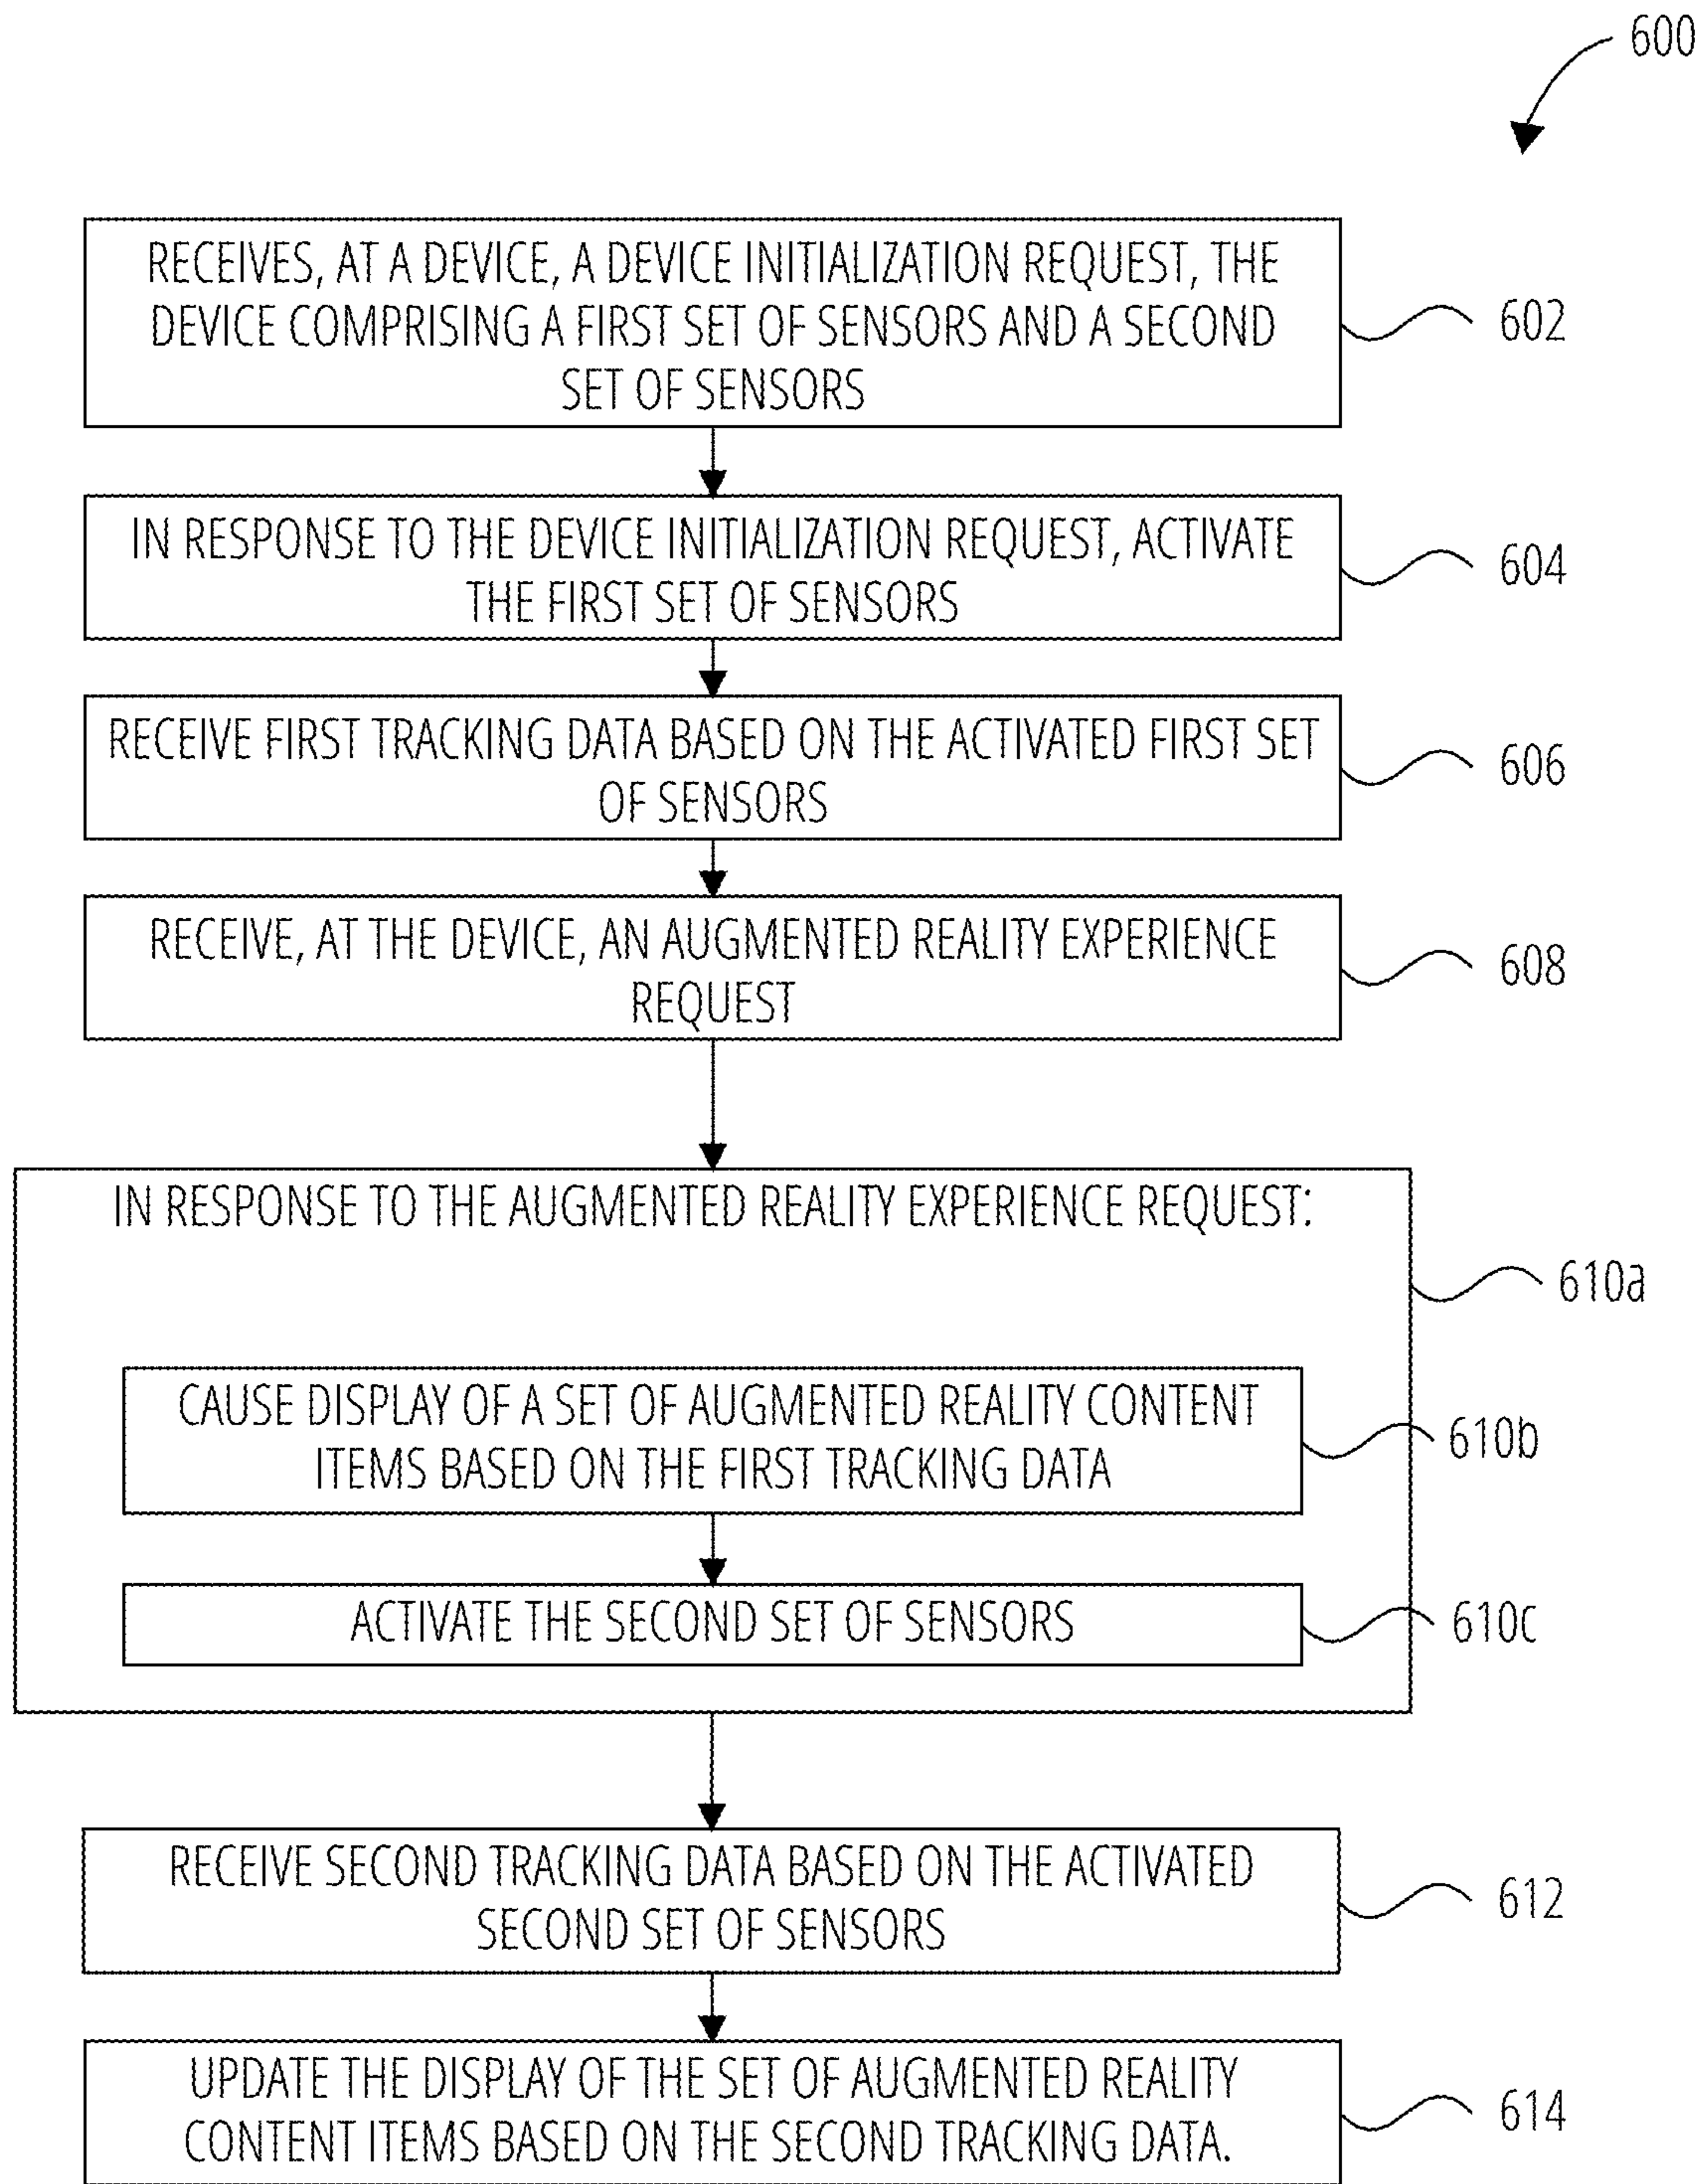 600
RECEIVES, AT A DEVICE, A DEVICE INITIALIZATION REQUEST, THE
DEVICE COMPRISING A FIRST SET OF SENSORS AND A SECOND
SET OF SENSORS
602
IN RESPONSE TO THE DEVICE INITIALIZATION REQUEST, ACTIVATE
THE FIRST SET OF SENSORS
604
RECEIVE FIRST TRACKING DATA BASED ON THE ACTIVATED FIRST SET
OF SENSORS
606
RECEIVE, AT THE DEVICE, AN AUGMENTED REALITY EXPERIENCE
REQUEST
608
IN RESPONSE TO THE AUGMENTED REALITY EXPERIENCE REQUEST:
610a
CAUSE DISPLAY OF A SET OF AUGMENTED REALITY CONTENT
ITEMS BASED ON THE FIRST TRACKING DATA
610b
ACTIVATE THE SECOND SET OF SENSORS
610c
RECEIVE SECOND TRACKING DATA BASED ON THE ACTIVATED
SECOND SET OF SENSORS
612
UPDATE THE DISPLAY OF THE SET OF AUGMENTED REALITY
CONTENT ITEMS BASED ON THE SECOND TRACKING DATA.
614